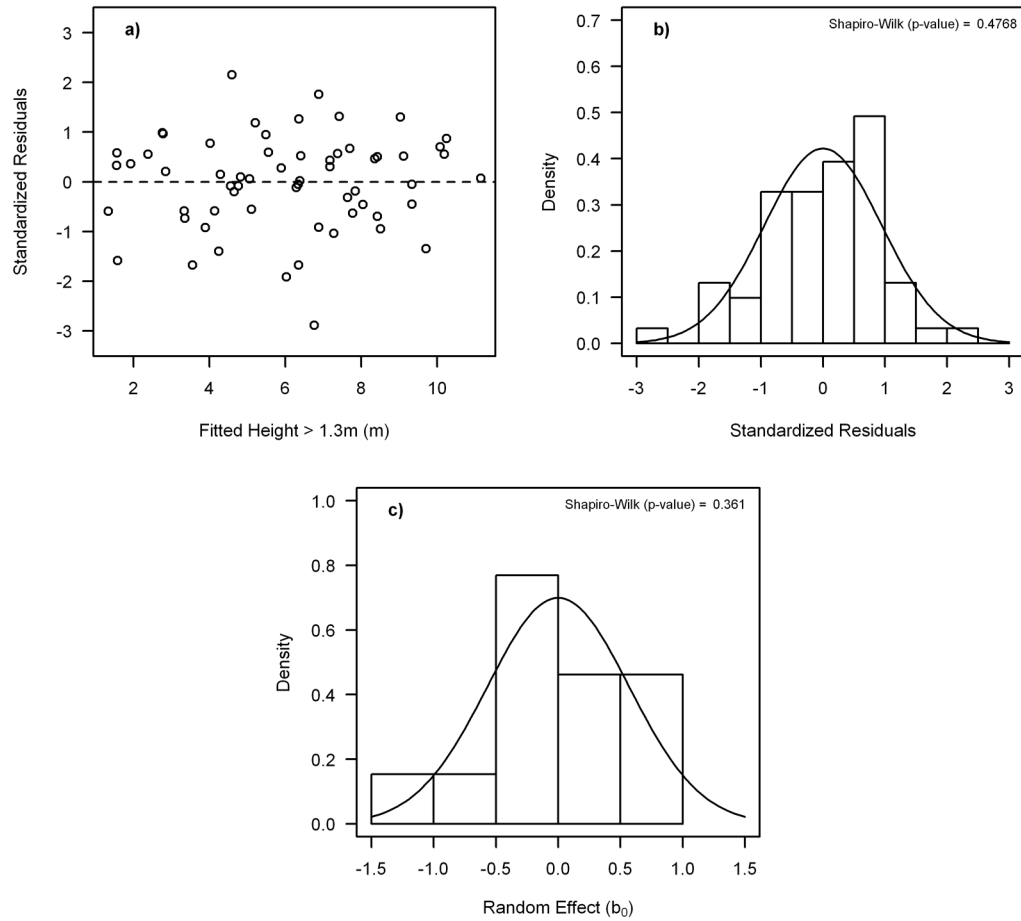 a)
Standardized Residuals
3
2
1
0
-1
-2
-3
2 4 6 8 10
Fitted Height > 1.3m (m)
b)
Shapiro-Wilk (p-value) = 0.4768
Density
0.7
0.6
0.5
0.4
0.3
0.2
0.1
0.0
-3 -2 -1 0 1 2 3
Standardized Residuals
c)
Shapiro-Wilk (p-value) = 0.361
Density
1.0
0.8
0.6
0.4
0.2
0.0
-1.5 -1.0 -0.5 0.0 0.5 1.0 1.5
Random Effect (b₀)